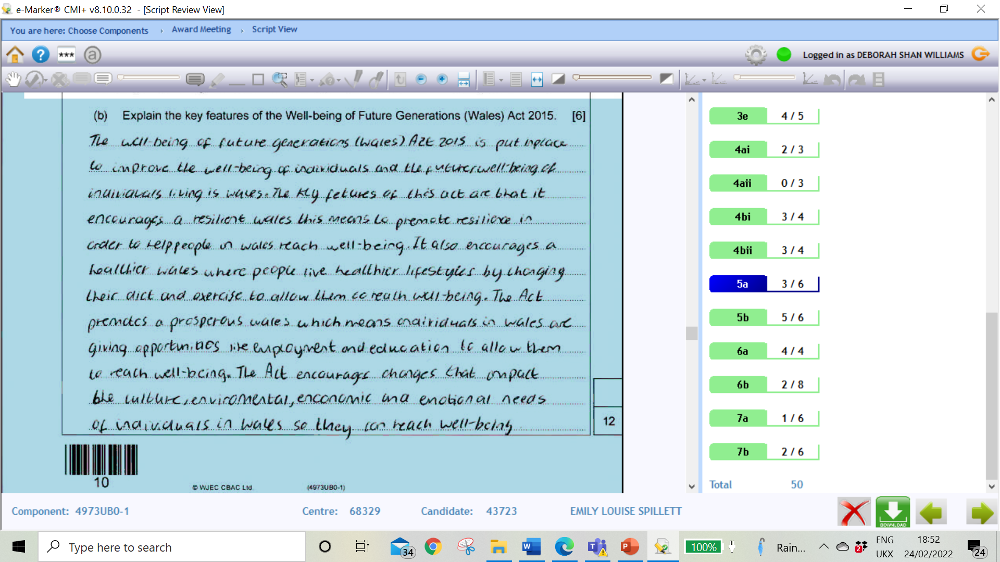 e-Marker® CMI+ v8.10.0.32 - [Script Review View]
You are here: Choose Components › Award Meeting › Script View
*** a
Logged in as DEBORAH SHAN WILLIAMS
(b) Explain the key features of the Well-being of Future Generations (Wales) Act 2015. [6]
The well-being of future generations (wales) Act 2015 is put inplace
to improve the well-being of individuals and the future well-being of
individuals living is wales. The key fetures of this act are that it
encourages a resilient wales this means to promote resilience in
order to help people in wales reach well-being. It also encourages a
healthier wales where people live healthier lifestyles by changing
their diet and exercise to allow them to reach well-being. The Act
promotes a prosperous wales which means individuals in wales are
giving opportunities like employment and education to allow them
to reach well-being. The Act encourage changes that impact
the culture, enviromental, enconomic and emotional needs
of individuals in wales so they can reach well-being
12
10
© WJEC CBAC Ltd. (4973UB0-1)
3e 4 / 5
4ai 2 / 3
4aii 0 / 3
4bi 3 / 4
4bii 3 / 4
5a 3 / 6
5b 5 / 6
6a 4 / 4
6b 2 / 8
7a 1 / 6
7b 2 / 6
Total 50
Component: 4973UB0-1 Centre: 68329 Candidate: 43723 EMILY LOUISE SPILLETT
DOWNLOAD
Type here to search
34
100%
Rain...
2
ENG
UKX
18:52
24/02/2022
24